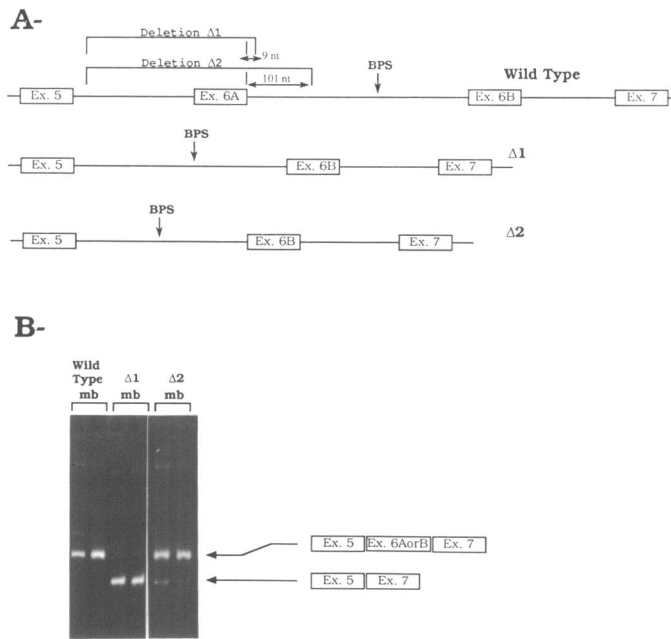 A-
Deletion Δ1
9 nt
Deletion Δ2
101 nt
BPS
Wild Type
Ex. 5
Ex. 6A
Ex. 6B
Ex. 7
BPS
Δ1
Ex. 5
Ex. 6B
Ex. 7
BPS
Δ2
Ex. 5
Ex. 6B
Ex. 7
B-
Wild
Type
mb
Δ1
mb
Δ2
mb
Ex. 5
Ex. 6AorB
Ex. 7
Ex. 5
Ex. 7